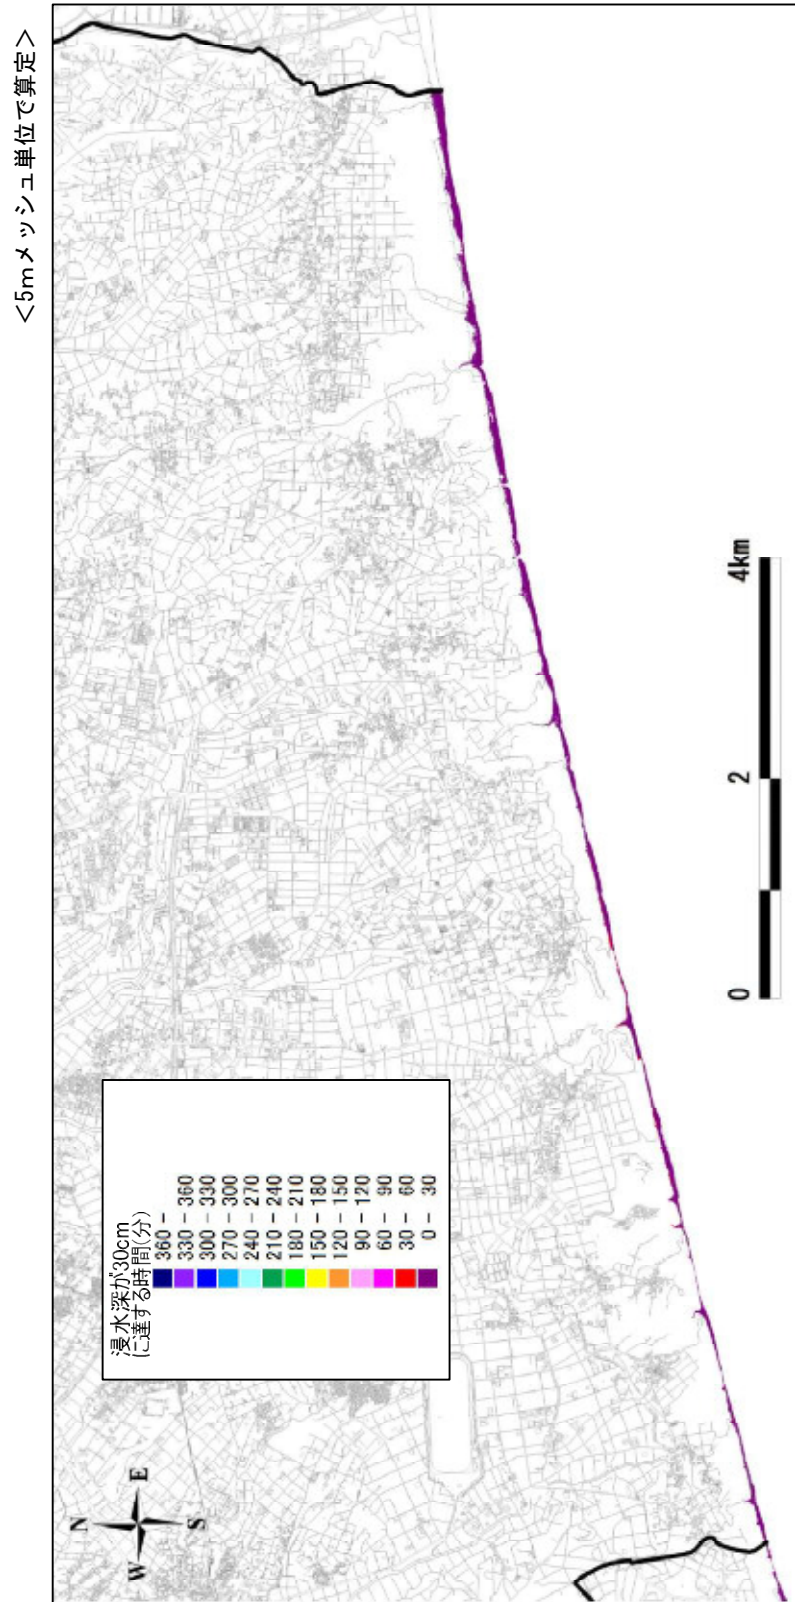 ＜5mメッシュ単位で算定＞
浸水深が30cm
に達する時間(分)
360 -
330 - 360
300 - 330
270 - 300
240 - 270
210 - 240
180 - 210
150 - 180
120 - 150
90 - 120
60 - 90
30 - 60
0 - 30
N
W E
S
0 2 4km